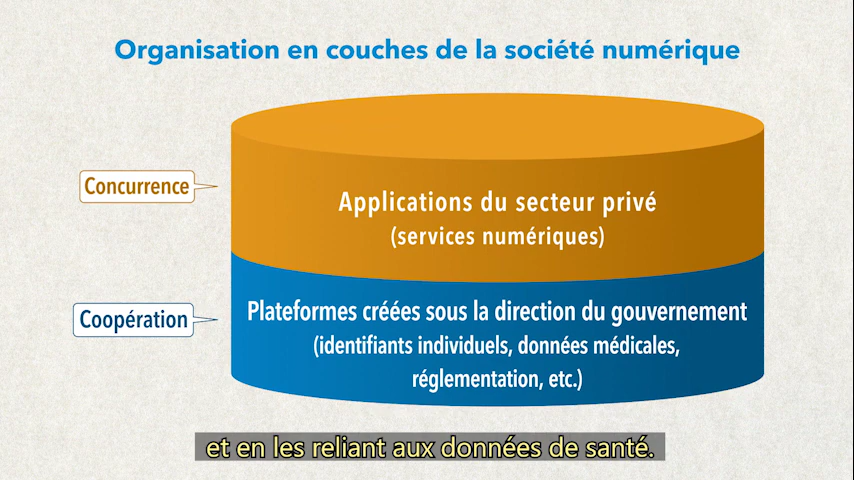 Organisation en couches de la société numérique
Concurrence
Applications du secteur privé
(services numériques)
Coopération
Plateformes créées sous la direction du gouvernement
(identifiants individuels, données médicales,
réglementation, etc.)
et en les reliant aux données de santé.